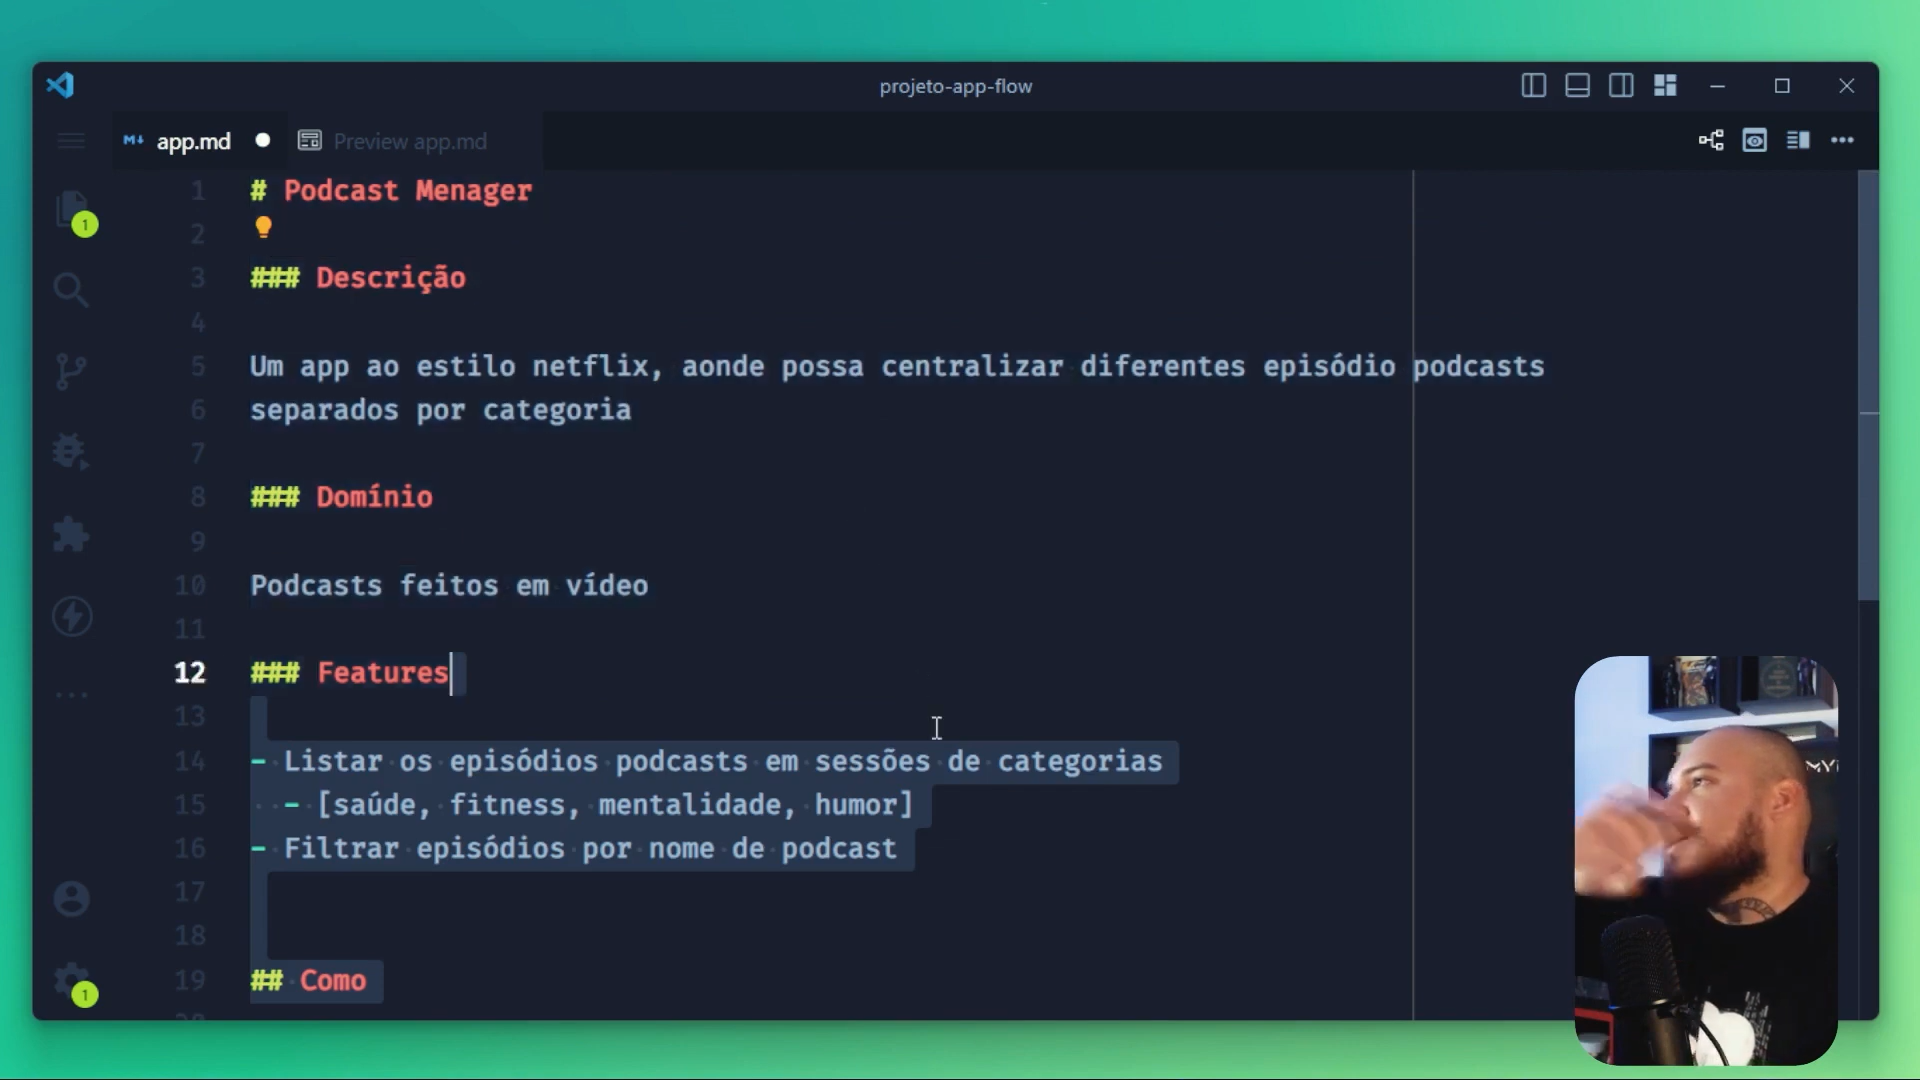 projeto-app-flow
app.md
Preview app.md
1 # Podcast Menager
2
3 ### Descrição
4
5 Um app ao estilo netflix, aonde possa centralizar diferentes episódio podcasts
6 separados por categoria
7
8 ### Domínio
9
10 Podcasts feitos em vídeo
11
12 ### Features
13
14 - Listar os episódios podcasts em sessões de categorias
15 - [saúde, fitness, mentalidade, humor]
16 - Filtrar episódios por nome de podcast
17
18
19 ## Como
1
1